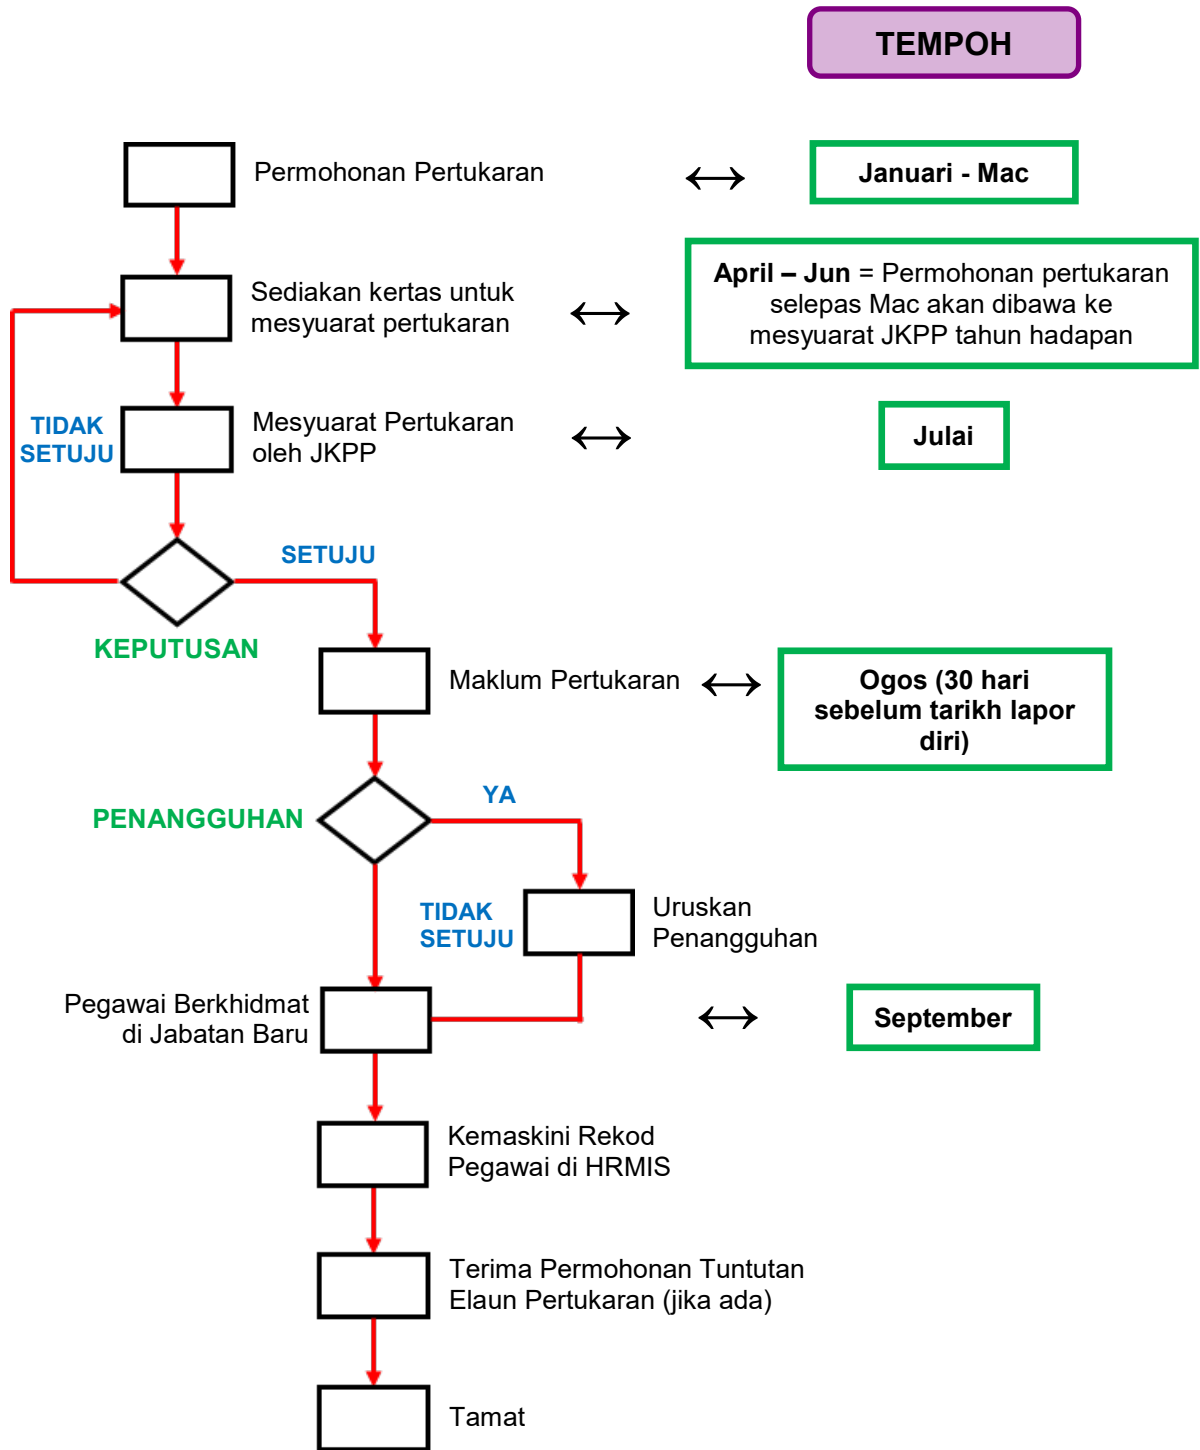 TEMPOH
Permohonan Pertukaran
Januari - Mac
Sediakan kertas untuk
mesyuarat pertukaran
April – Jun = Permohonan pertukaran
selepas Mac akan dibawa ke
mesyuarat JKPP tahun hadapan
TIDAK
SETUJU
Mesyuarat Pertukaran
oleh JKPP
Julai
SETUJU
KEPUTUSAN
Maklum Pertukaran
Ogos (30 hari
sebelum tarikh lapor
diri)
PENANGGUHAN
YA
TIDAK
SETUJU
Uruskan
Penangguhan
Pegawai Berkhidmat
di Jabatan Baru
September
Kemaskini Rekod
Pegawai di HRMIS
Terima Permohonan Tuntutan
Elaun Pertukaran (jika ada)
Tamat